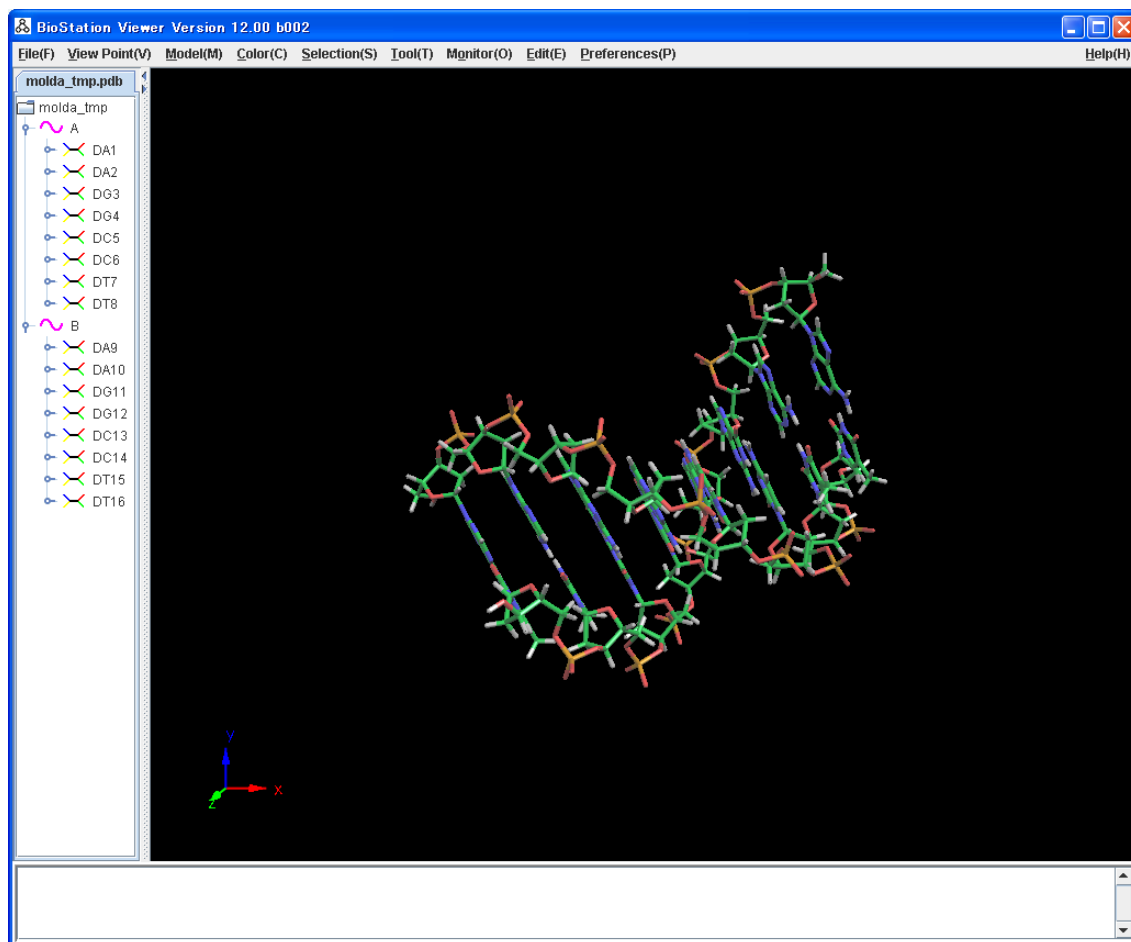 BioStation Viewer Version 12.00 b002
File(F) View Point(V) Model(M) Color(C) Selection(S) Tool(T) Monitor(O) Edit(E) Preferences(P) Help(H)
molda_tmp.pdb
molda_tmp
A
DA1
DA2
DG3
DG4
DC5
DC6
DT7
DT8
B
DA9
DA10
DG11
DG12
DC13
DC14
DT15
DT16
y
x
z